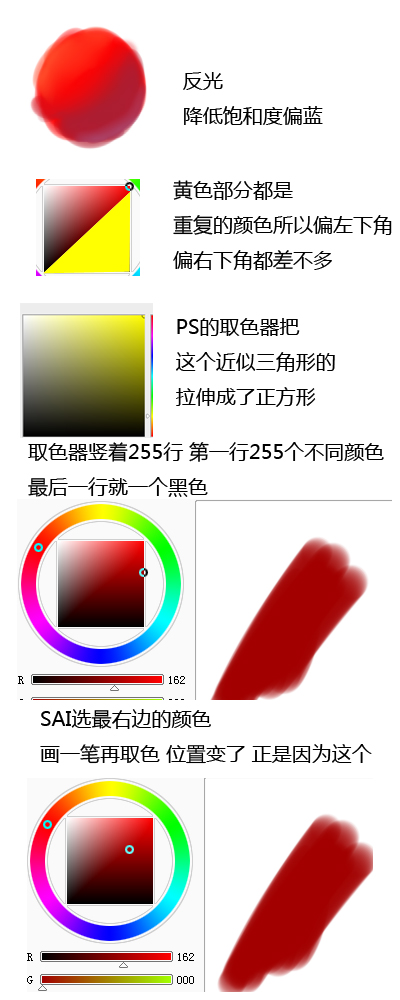 反光
降低饱和度偏蓝
黄色部分都是
重复的颜色所以偏左下角
偏右下角都差不多
PS的取色器把
这个近似三角形的
拉伸成了正方形
取色器竖着255行 第一行255个不同颜色
最后一行就一个黑色
R 162
SAI选最右边的颜色
画一笔再取色 位置变了 正是因为这个
R 162
G 000